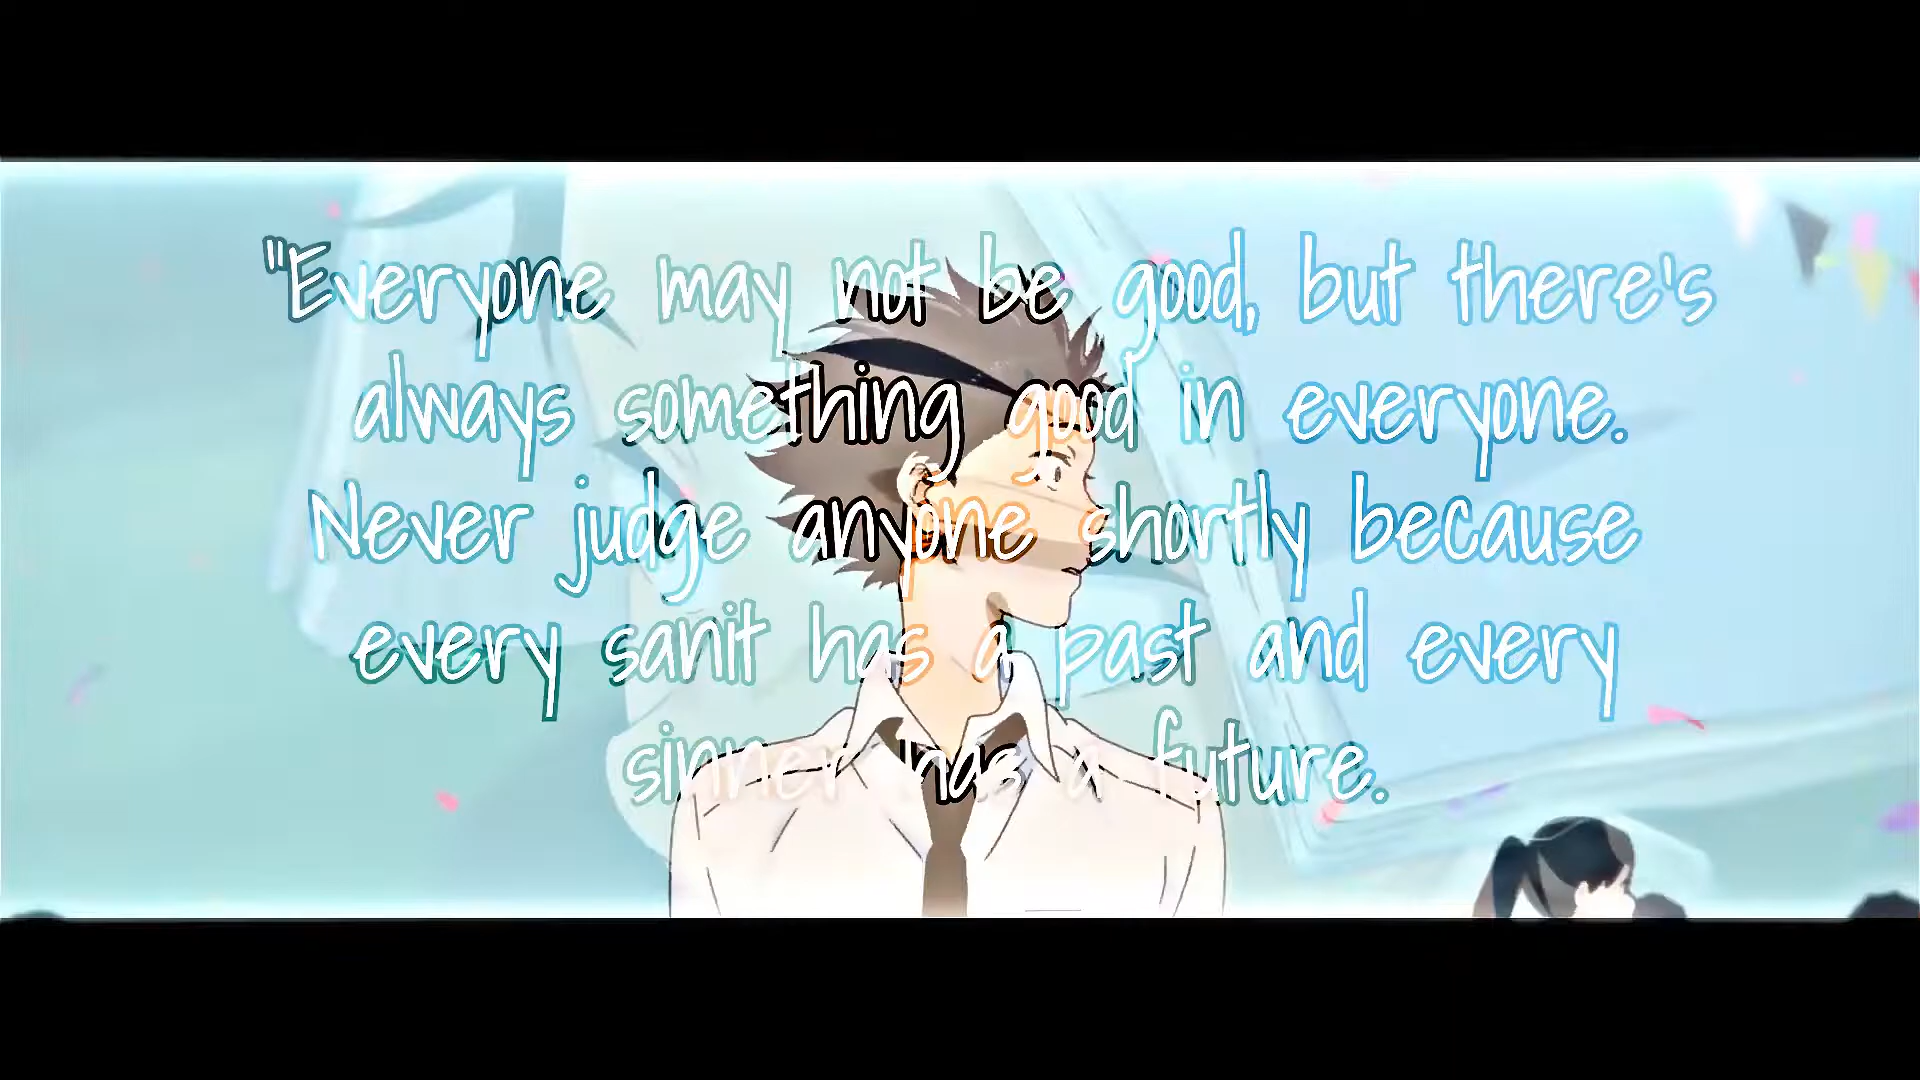 "Everyone may not be good, but there's
always something good in everyone.
Never judge anyone shortly because
every sanit has a past and every
sinner has a future.